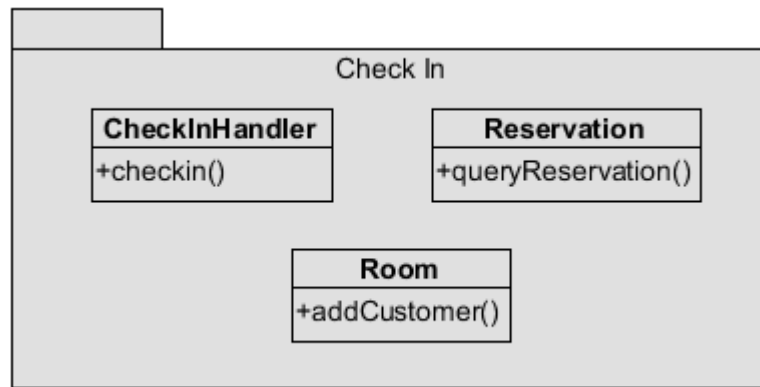 Check In
CheckInHandler
+checkin()
Reservation
+queryReservation()
Room
+addCustomer()